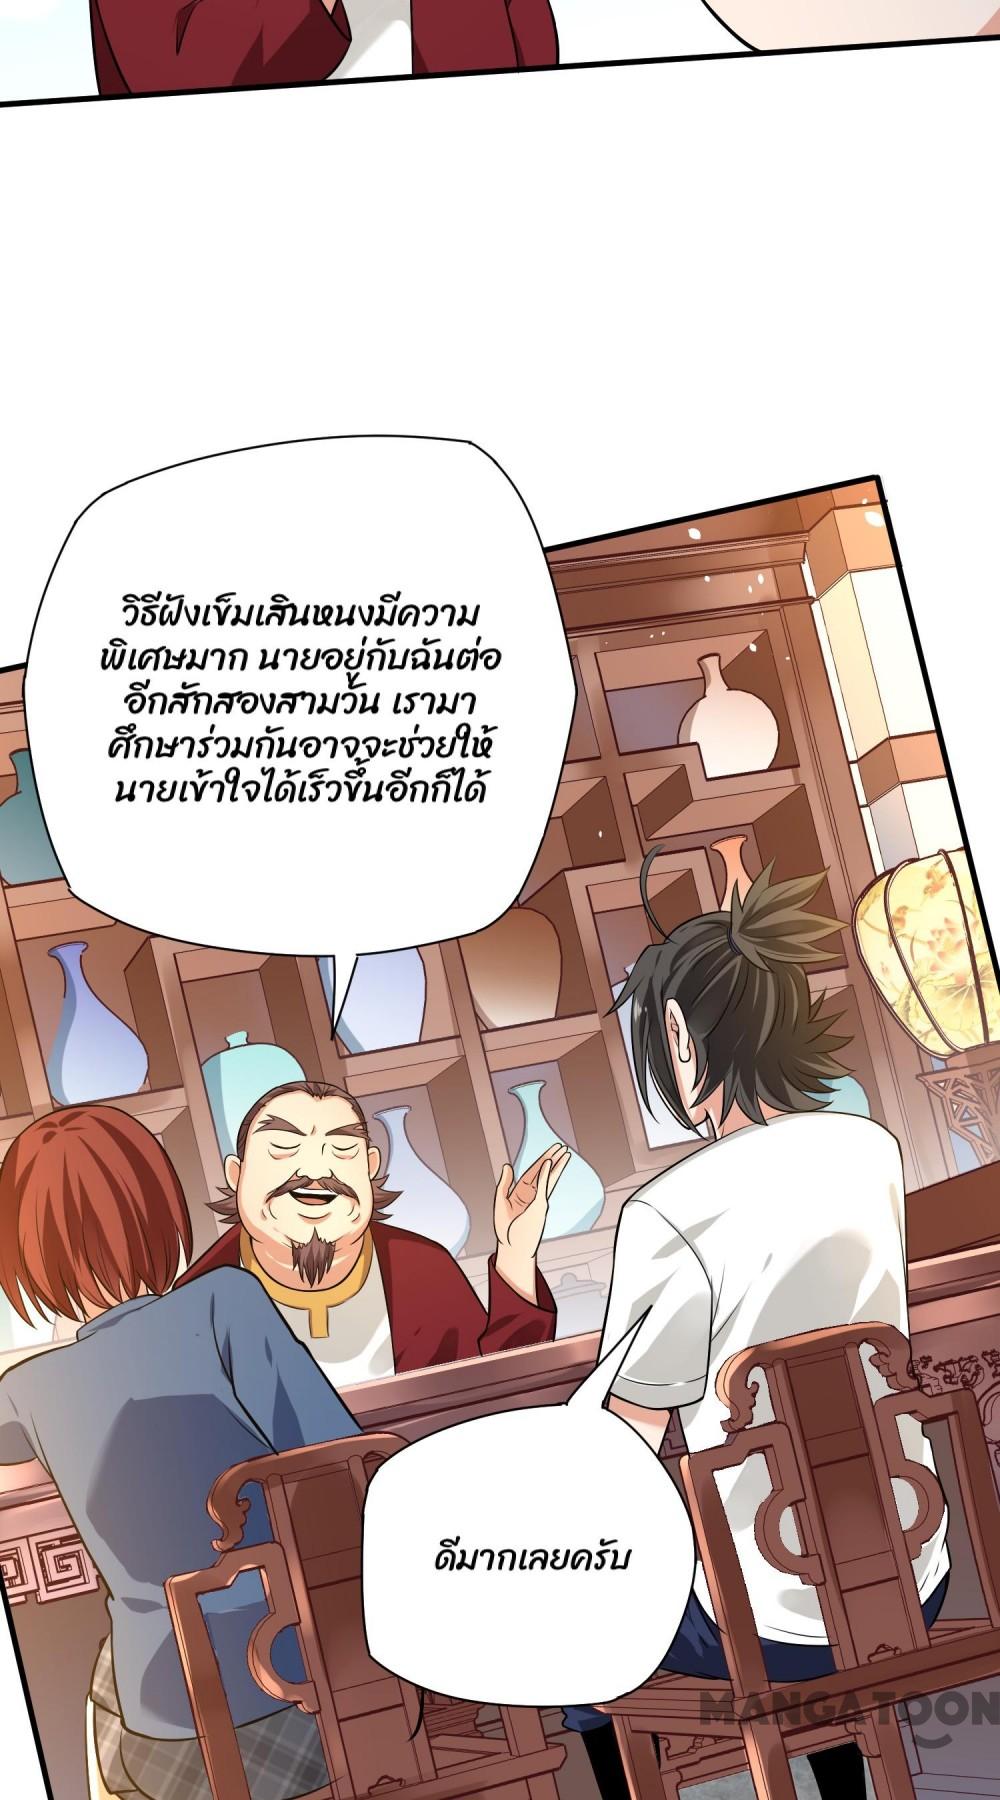 วิธีฝังเข็มเสินหนงมีความ
พิเศษมาก นายอยู่กับฉันต่อ
อีกสักสองสามวัน เรามา
ศึกษาร่วมกันอาจจะช่วยให้
นายเข้าใจได้เร็วขึ้นอีกก็ได้
ดีมากเลยครับ
MANGATOON